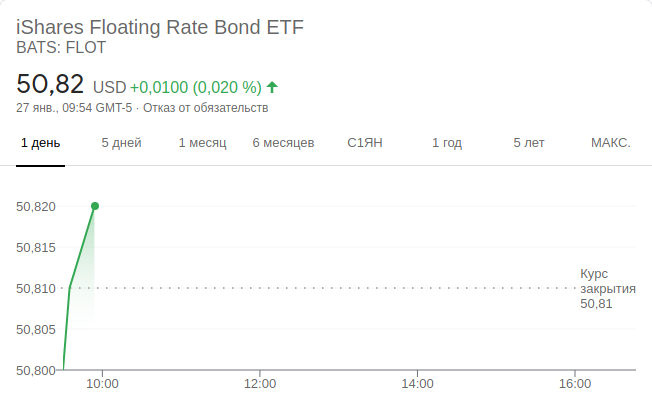 iShares Floating Rate Bond ETF
BATS: FLOT
50,82 USD +0,0100 (0,020 %)
27 янв., 09:54 GMT-5 · Отказ от обязательств
1 день 5 дней 1 месяц 6 месяцев С1ЯН 1 год 5 лет МАКС.
50,820
50,815
50,810
50,805
50,800
Курс
закрытия
50,81
10:00 12:00 14:00 16:00